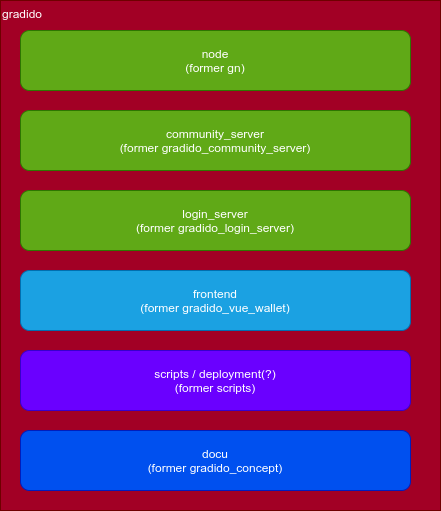 gradido
node
(former gn)
community_server
(former gradido_community_server)
login_server
(former gradido_login_server)
frontend
(former gradido_vue_wallet)
scripts / deployment(?)
(former scripts)
docu
(former gradido_concept)